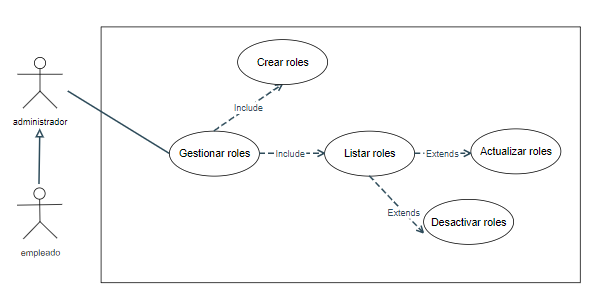 Crear roles
Include
administrador
Gestionar roles
Include
Listar roles
Extends
Actualizar roles
Extends
Desactivar roles
empleado